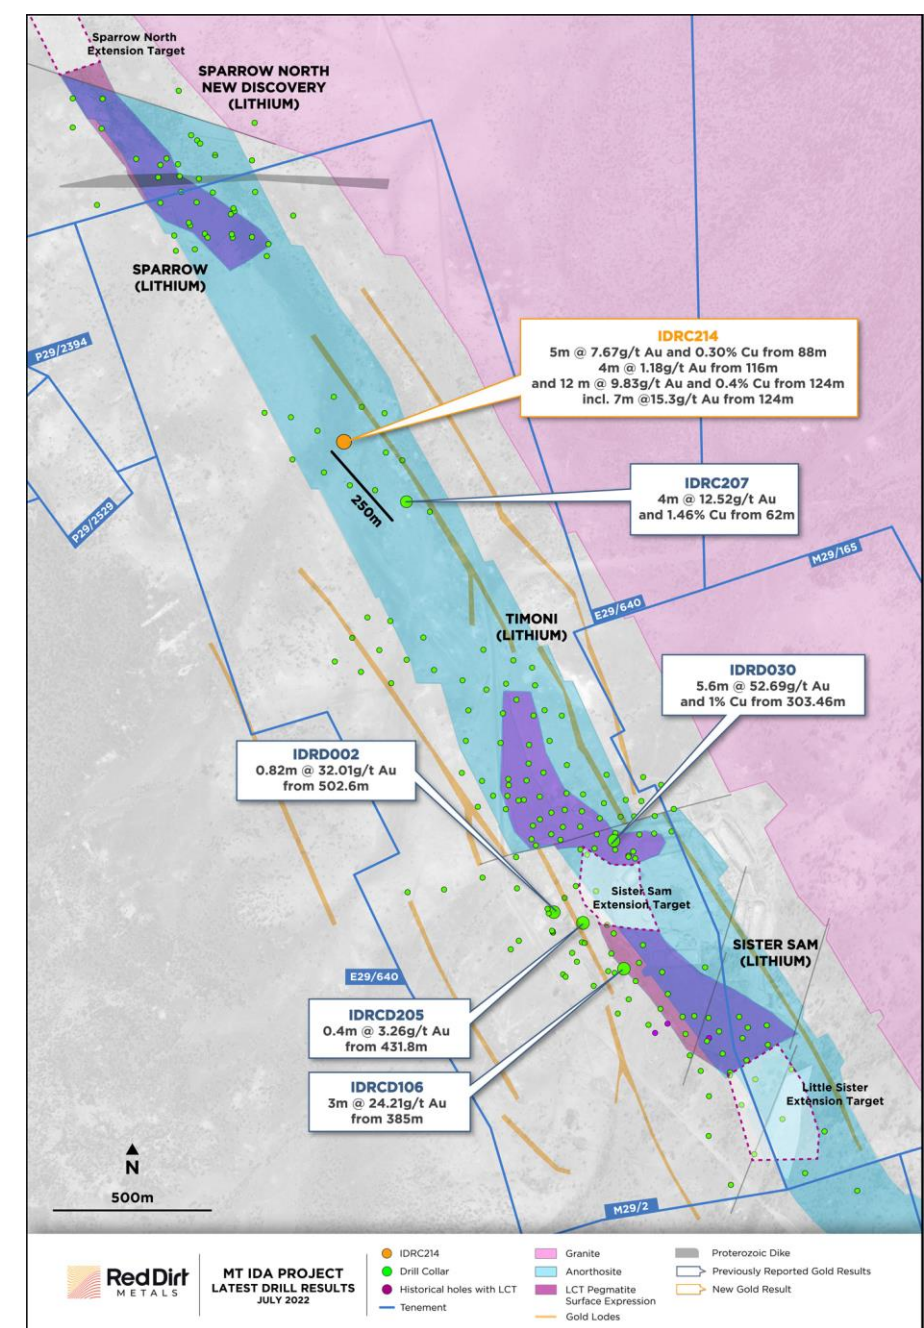 Sparrow North
Extension Target
SPARROW NORTH
NEW DISCOVERY
(LITHIUM)
SPARROW
(LITHIUM)
P29/2394
P29/2529
IDRC214
5m @ 7.67g/t Au and 0.30% Cu from 88m
4m @ 1.18g/t Au from 116m
and 12 m @ 9.83g/t Au and 0.4% Cu from 124m
incl. 7m @15.3g/t Au from 124m
250m
IDRC207
4m @ 12.52g/t Au
and 1.46% Cu from 62m
M29/165
E29/640
TIMONI
(LITHIUM)
IDRD030
5.6m @ 52.69g/t Au
and 1% Cu from 303.46m
IDRD002
0.82m @ 32.01g/t Au
from 502.6m
Sister Sam
Extension Target
SISTER SAM
(LITHIUM)
E29/640
IDRCD205
0.4m @ 3.26g/t Au
from 431.8m
IDRCD106
3m @ 24.21g/t Au
from 385m
Little Sister
Extension Target
N
500m
M29/2
Red Dirt
METALS
MT IDA PROJECT
LATEST DRILL RESULTS
JULY 2022
IDRC214
Drill Collar
Historical holes with LCT
Tenement
Granite
Anorthosite
LCT Pegmatite
Surface Expression
Gold Lodes
Proterozoic Dike
Previously Reported Gold Results
New Gold Result